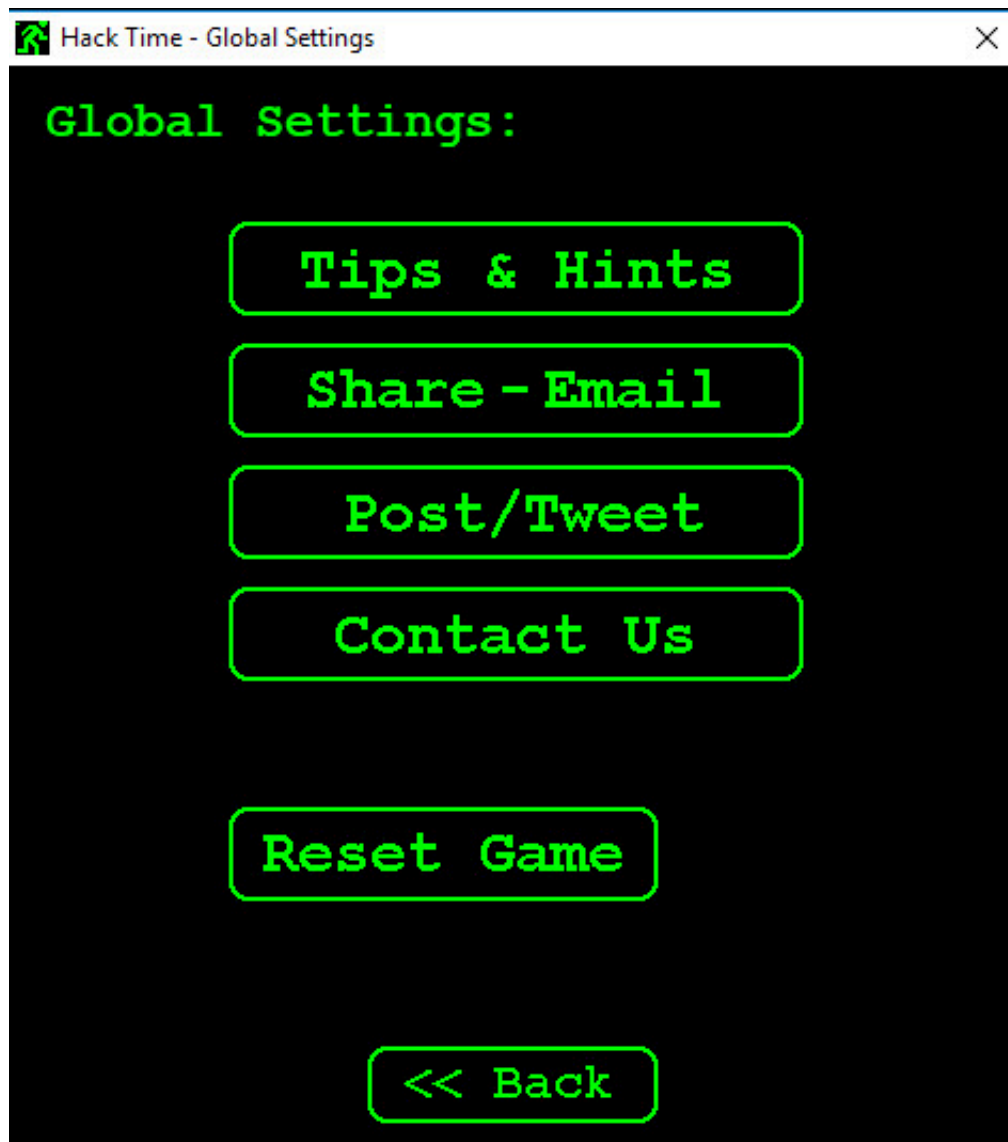 Hack Time - Global Settings
Global Settings:
Tips & Hints
Share-Email
Post/Tweet
Contact Us
Reset Game
<< Back